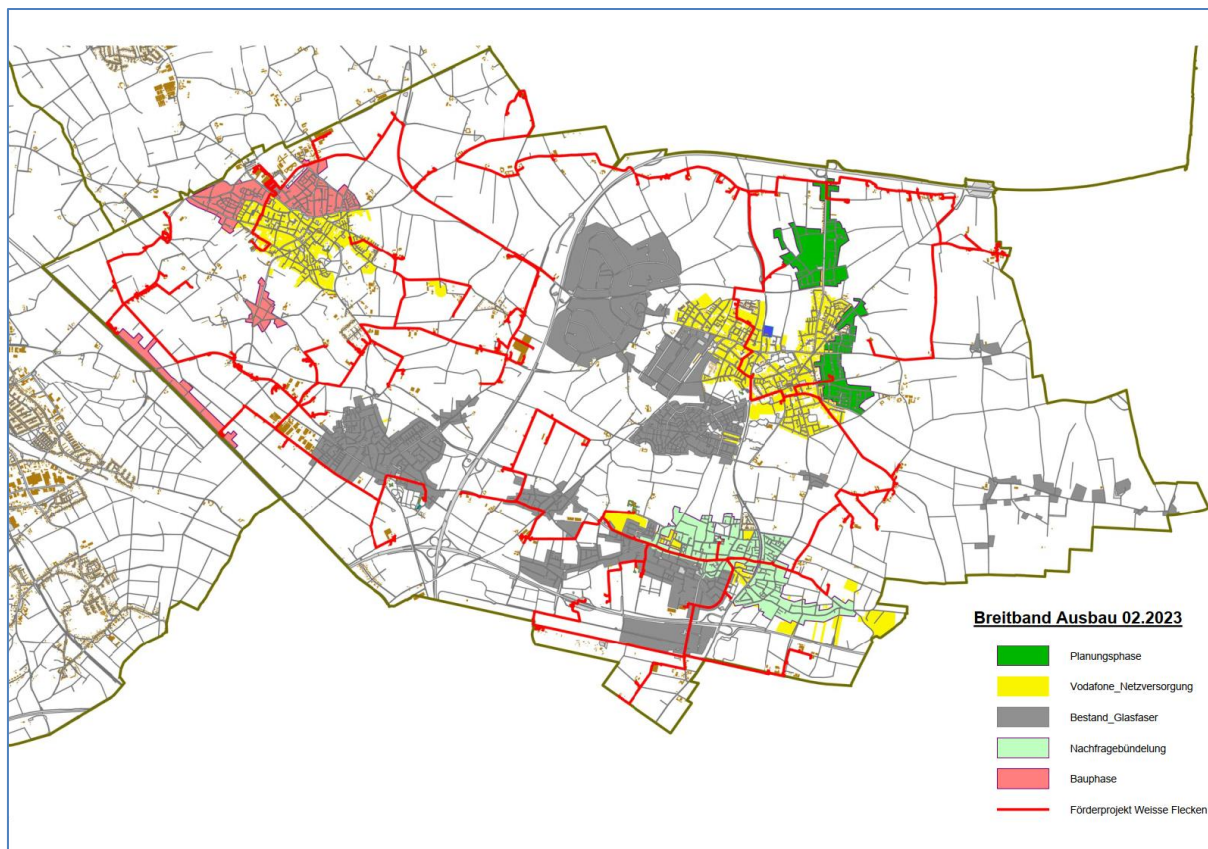 Breitband Ausbau 02.2023
Planungsphase
Vodafone_Netzversorgung
Bestand_Glasfaser
Nachfragebündelung
Bauphase
Förderprojekt Weisse Flecken